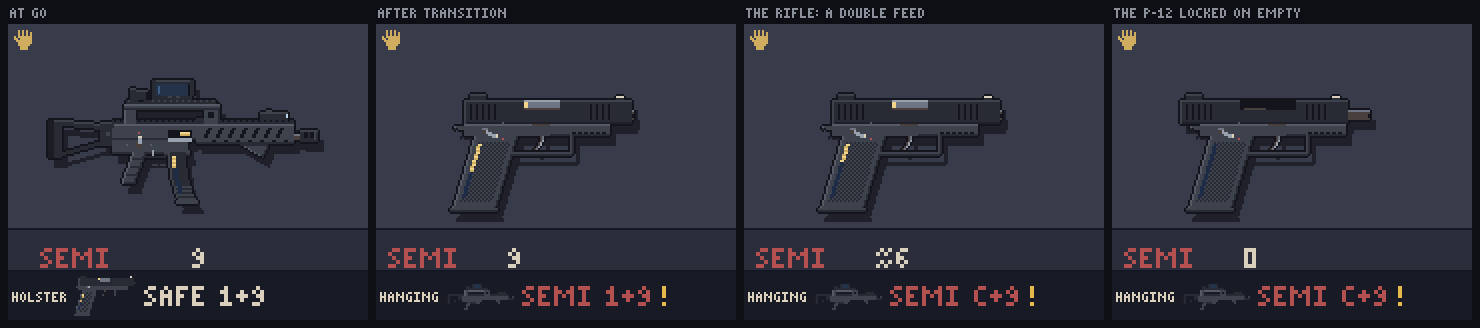 AT GO
SEMI 9
HOLSTER SAFE 1+9
AFTER TRANSITION
SEMI 9
HANGING SEMI 1+9 !
THE RIFLE: A DOUBLE FEED
SEMI %6
HANGING SEMI C+9 !
THE P-12 LOCKED ON EMPTY
SEMI 0
HANGING SEMI C+9 !